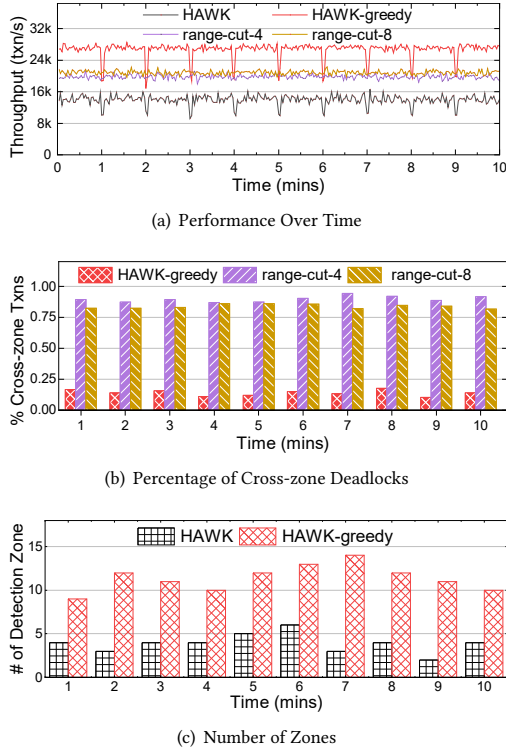 HAWK HAWK-greedy
range-cut-4 range-cut-8
Throughput (txn/s)
32k
24k
16k
8k
0
0 1 2 3 4 5 6 7 8 9 10
Time (mins)
(a) Performance Over Time
HAWK-greedy range-cut-4 range-cut-8
% Cross-zone Txns
1.00
0.75
0.50
0.25
0.00
1 2 3 4 5 6 7 8 9 10
Time (mins)
(b) Percentage of Cross-zone Deadlocks
HAWK HAWK-greedy
# of Detection Zone
15
10
5
0
1 2 3 4 5 6 7 8 9 10
Time (mins)
(c) Number of Zones